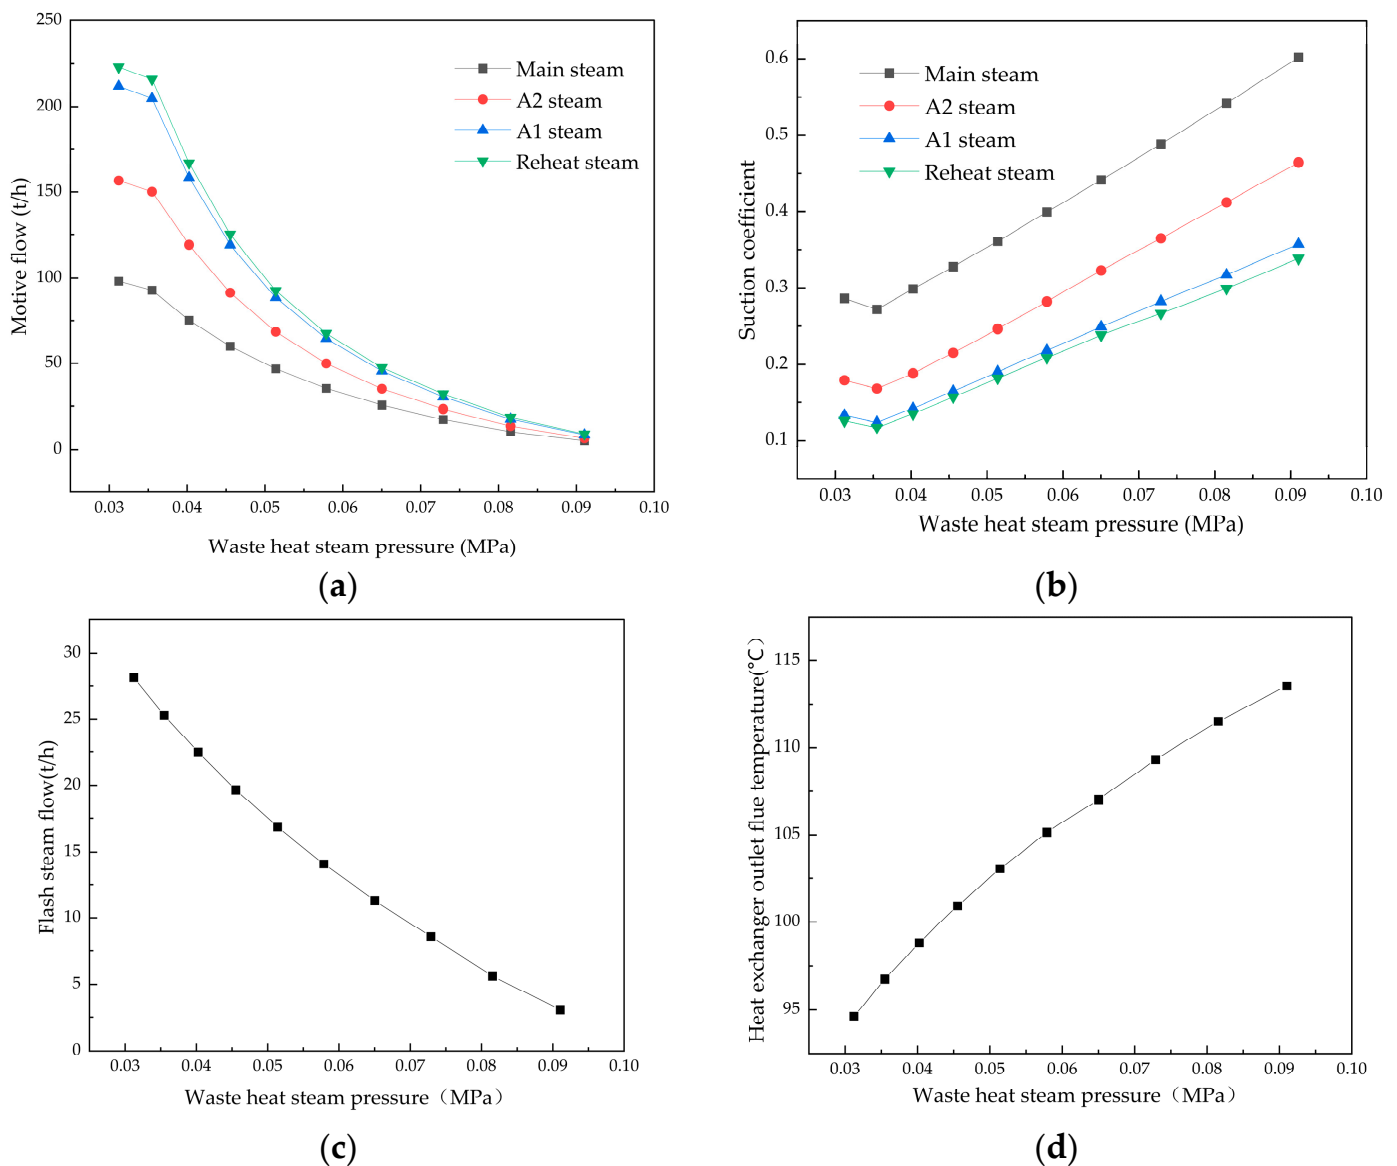 250
200
150
100
50
0
Motive flow (t/h)
Main steam
A2 steam
A1 steam
Reheat steam
0.03 0.04 0.05 0.06 0.07 0.08 0.09 0.10
Waste heat steam pressure (MPa)
(a)
0.6
0.5
0.4
0.3
0.2
0.1
Suction coefficient
Main steam
A2 steam
A1 steam
Reheat steam
0.03 0.04 0.05 0.06 0.07 0.08 0.09 0.10
Waste heat steam pressure (MPa)
(b)
30
25
20
15
10
5
0
Flash steam flow(t/h)
0.03 0.04 0.05 0.06 0.07 0.08 0.09 0.10
Waste heat steam pressure（MPa）
(c)
115
110
105
100
95
Heat exchanger outlet flue temperature(°C)
0.03 0.04 0.05 0.06 0.07 0.08 0.09 0.10
Waste heat steam pressure（MPa）
(d)